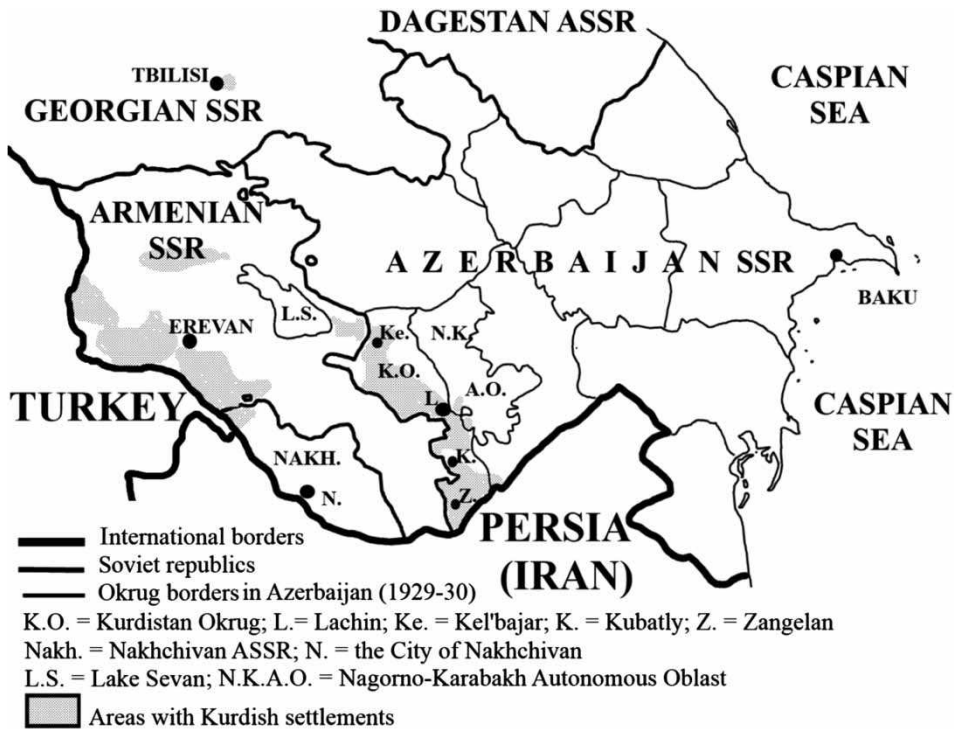 DAGESTAN ASSR
TBILISI
GEORGIAN SSR
CASPIAN
SEA
ARMENIAN
SSR
AZERBAIJAN SSR
BAKU
L.S.
EREVAN
Ke.
N.K.
K.O.
A.O.
L.
TURKEY
CASPIAN
SEA
NAKH.
K.
N.
Z.
PERSIA
(IRAN)
International borders
Soviet republics
Okrug borders in Azerbaijan (1929-30)
K.O. = Kurdistan Okrug; L.= Lachin; Ke. = Kel'bajar; K. = Kubatly; Z. = Zangelan
Nakh. = Nakhchivan ASSR; N. = the City of Nakhchivan
L.S. = Lake Sevan; N.K.A.O. = Nagorno-Karabakh Autonomous Oblast
Areas with Kurdish settlements